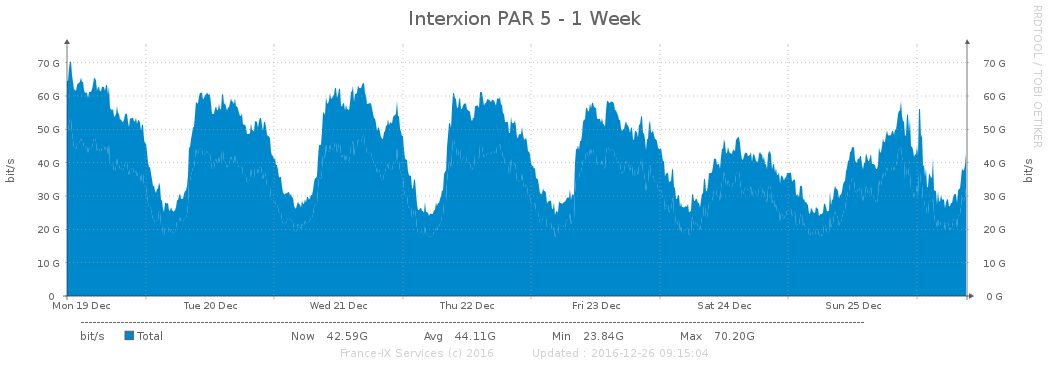 Interxion PAR 5 - 1 Week
RRDTOOL / TOBI OETIKER
bit/s
70 G 70 G
60 G 60 G
50 G 50 G
40 G 40 G
30 G 30 G
20 G 20 G
10 G 10 G
0 0 G
bit/s
Mon 19 Dec Tue 20 Dec Wed 21 Dec Thu 22 Dec Fri 23 Dec Sat 24 Dec Sun 25 Dec
bit/s Total Now 42.59G Avg 44.11G Min 23.84G Max 70.20G
France-IX Services (c) 2016 Updated : 2016-12-26 09:15:04